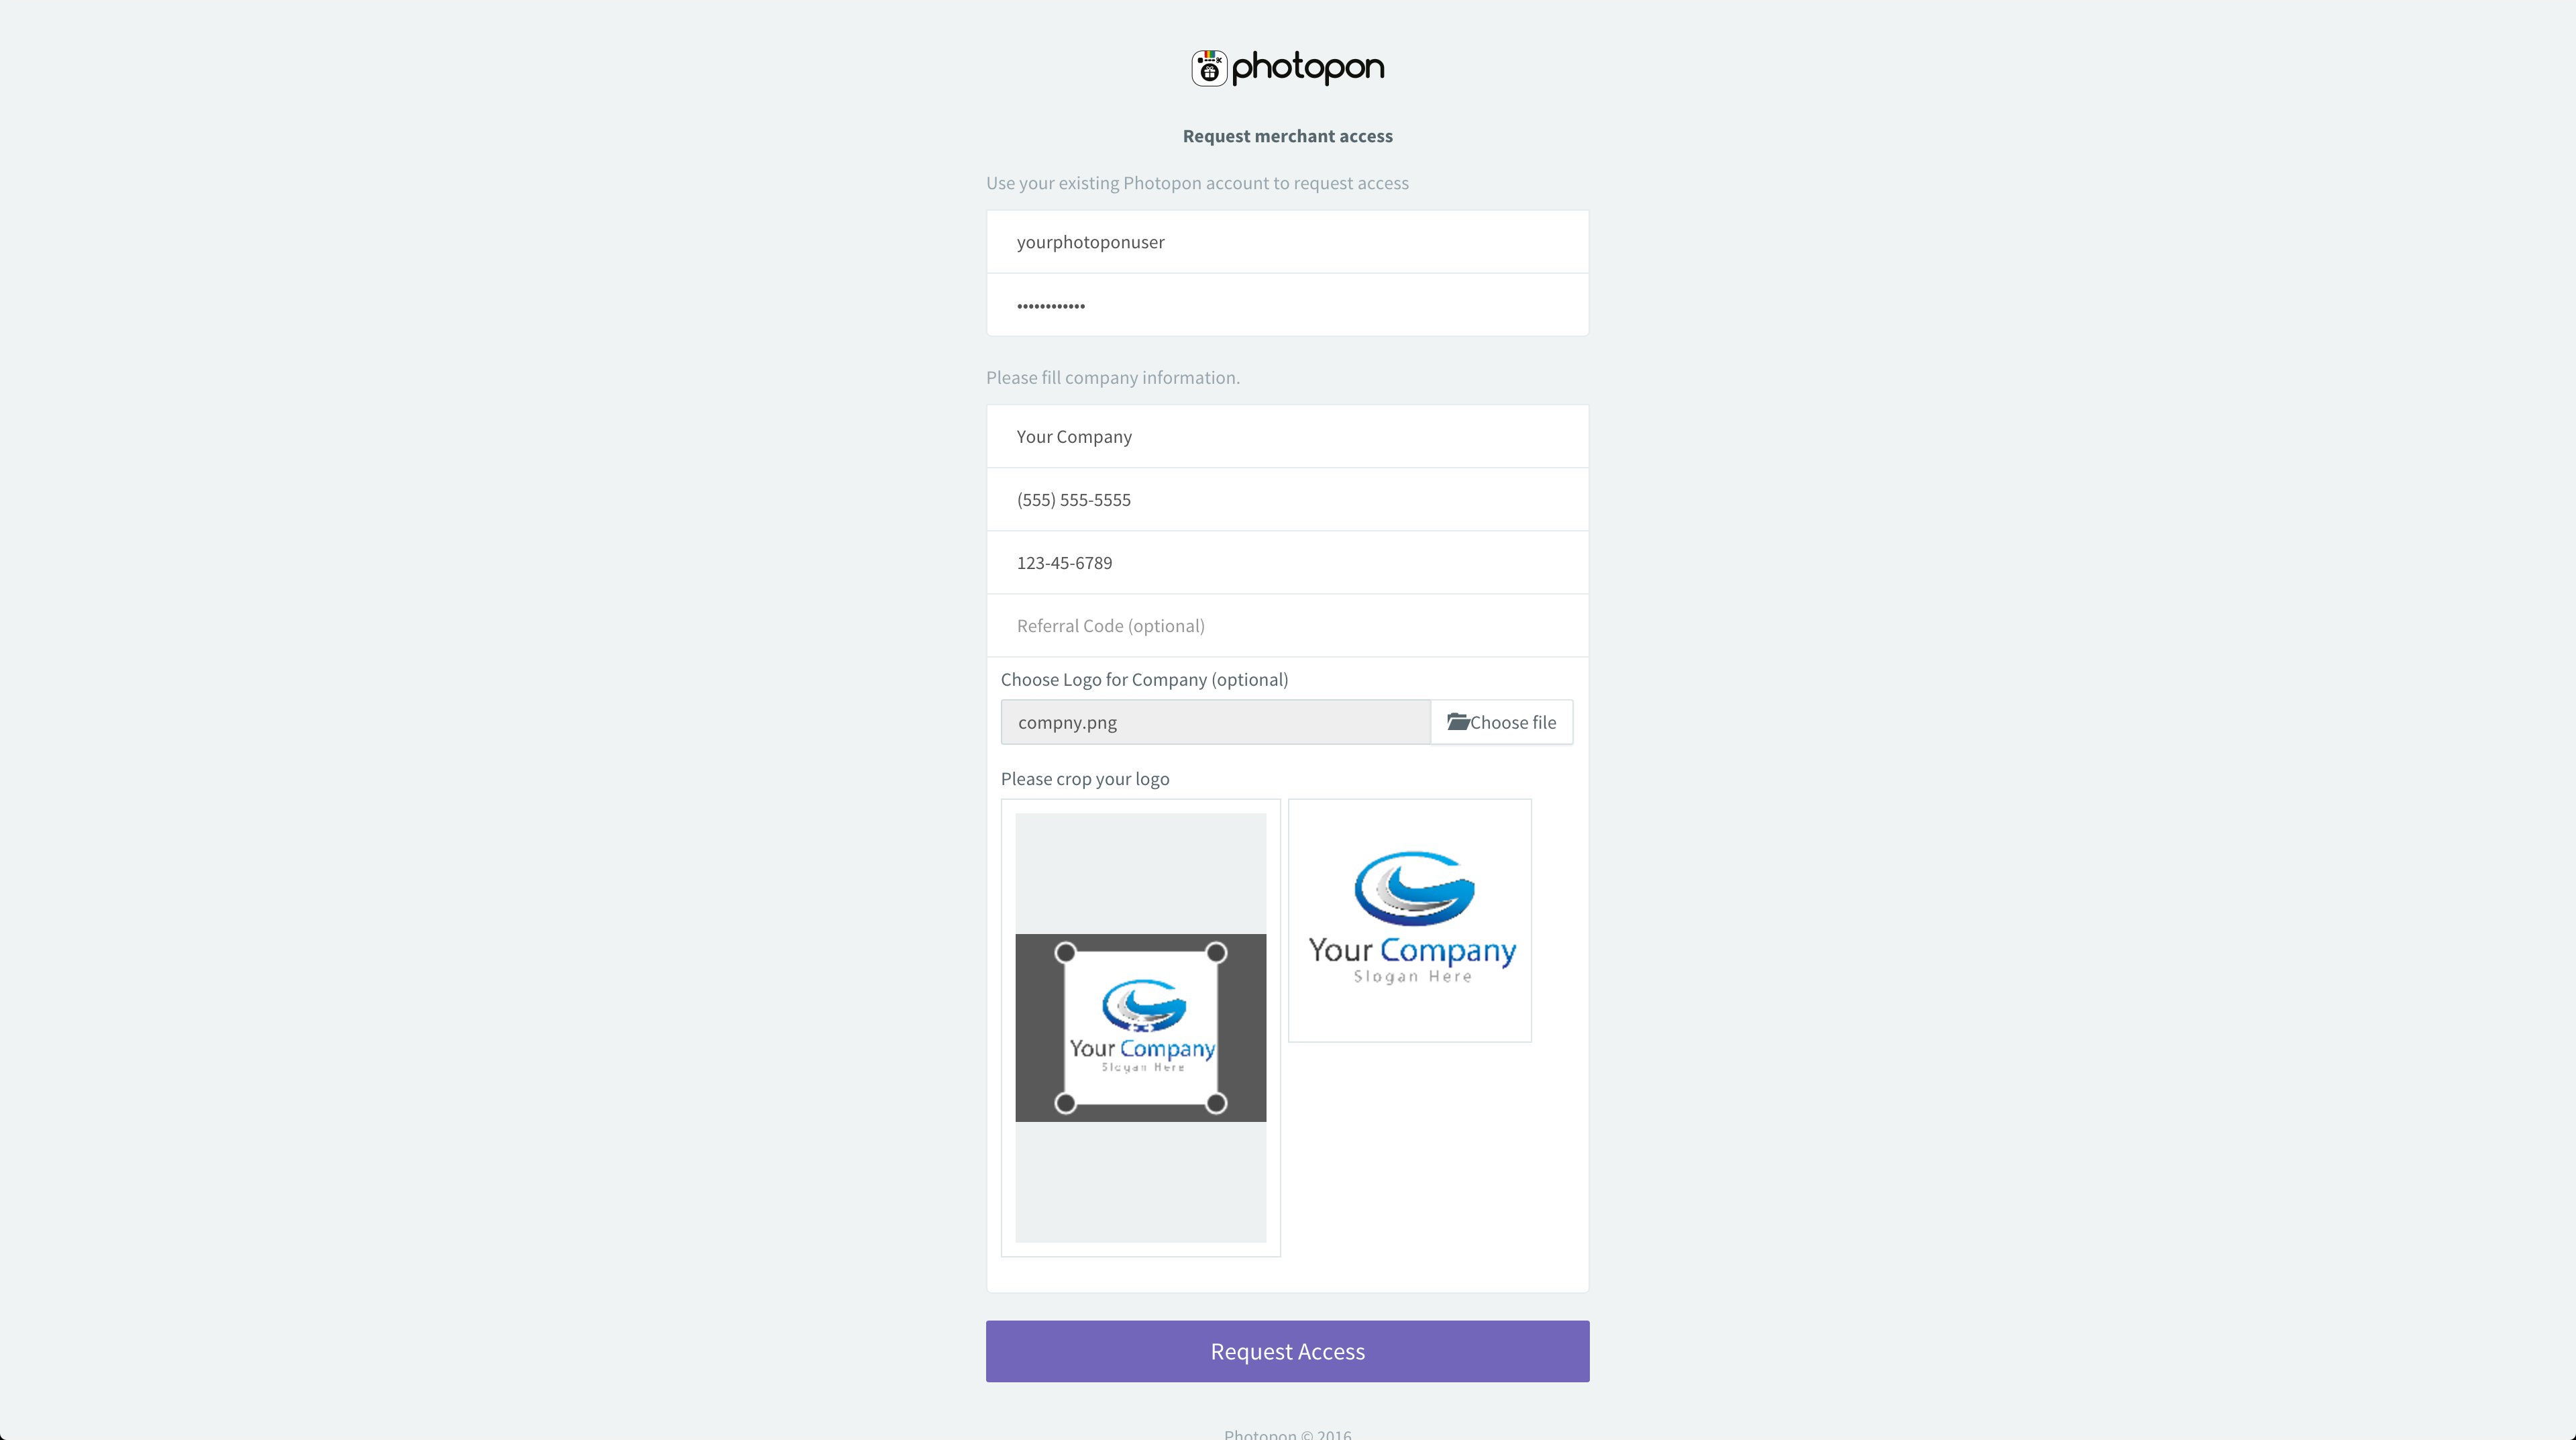 photopon
Request merchant access
Use your existing Photopon account to request access
yourphotoponuser
••••••••••••
Please fill company information.
Your Company
(555) 555-5555
123-45-6789
Referral Code (optional)
Choose Logo for Company (optional)
compny.png
Choose file
Please crop your logo
Your Company
Slogan Here
Your Company
Slogan Here
Request Access
Photopon © 2016